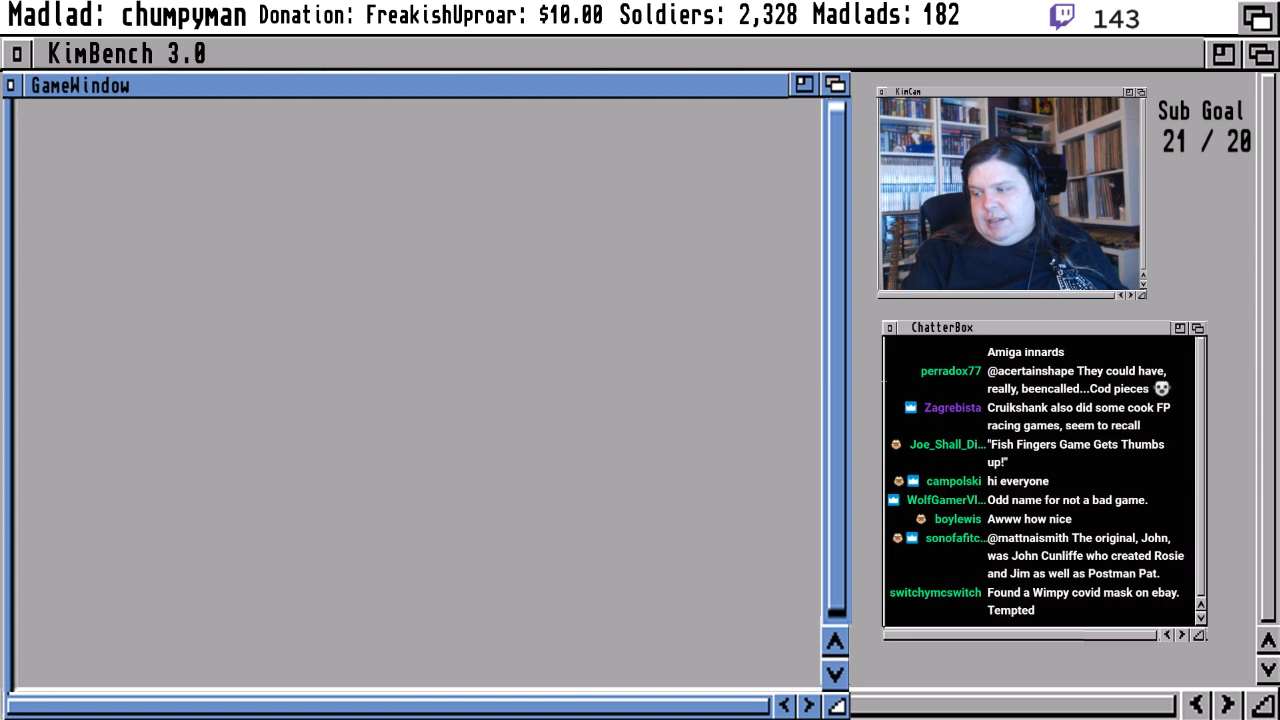 Madlad: chumpyman Donation: FreakishUproar: $10.00 Soldiers: 2,328 Madlads: 182 143
KimBench 3.0
GameWindow
KimCam
Sub Goal
21 / 20
ChatterBox
Amiga innards
perradox77 @acertainshape They could have,
really, beencalled...Cod pieces
Zagrebista Cruikshank also did some cook FP
racing games, seem to recall
Joe_Shall_Di... "Fish Fingers Game Gets Thumbs
up!"
campolski hi everyone
WolfGamerVI... Odd name for not a bad game.
boylewis Awww how nice
sonofafitc... @mattnaismith The original, John,
was John Cunliffe who created Rosie
and Jim as well as Postman Pat.
switchymcswitch Found a Wimpy covid mask on ebay.
Tempted